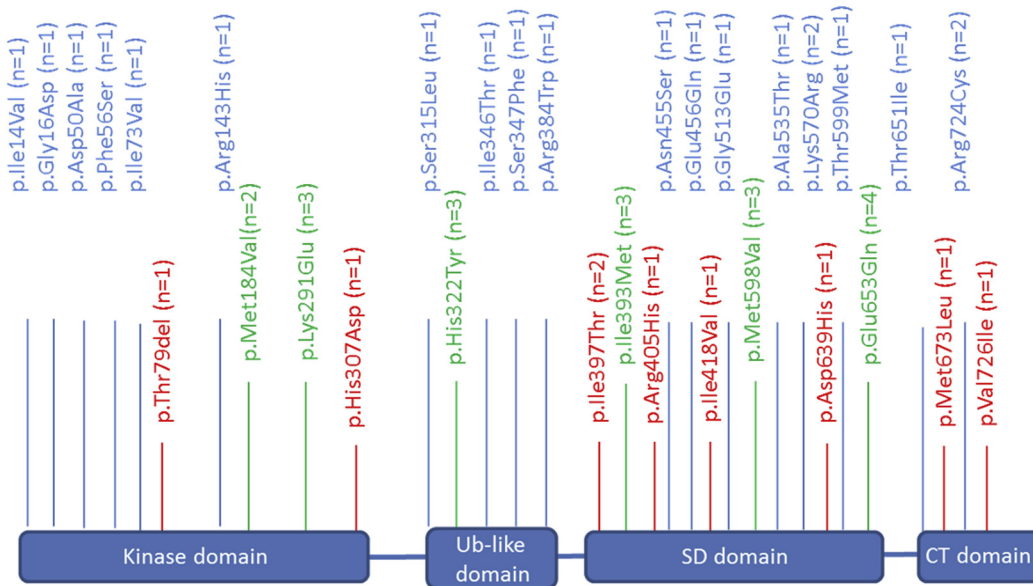 p.Ile14Val (n=1)
p.Gly16Asp (n=1)
p.Asp50Ala (n=1)
p.Phe56Ser (n=1)
p.Ile73Val (n=1)
p.Arg143His (n=1)
p.Ser315Leu (n=1)
p.Ile346Thr (n=1)
p.Ser347Phe (n=1)
p.Arg384Trp (n=1)
p.Asn455Ser (n=1)
p.Glu456Gln (n=1)
p.Gly513Glu (n=1)
p.Ala535Thr (n=1)
p.Lys570Arg (n=2)
p.Thr599Met (n=1)
p.Thr651Ile (n=1)
p.Arg724Cys (n=2)
p.Thr79del (n=1)
p.Met184Val(n=2)
p.Lys291Glu (n=3)
p.His307Asp (n=1)
p.His322Tyr (n=3)
p.Ile397Thr (n=2)
p.Ile393Met (n=3)
p.Arg405His (n=1)
p.Ile418Val (n=1)
p.Met598Val (n=3)
p.Asp639His (n=1)
p.Glu653Gln (n=4)
p.Met673Leu (n=1)
p.Val726Ile (n=1)
Kinase domain
Ub-like
domain
SD domain
CT domain